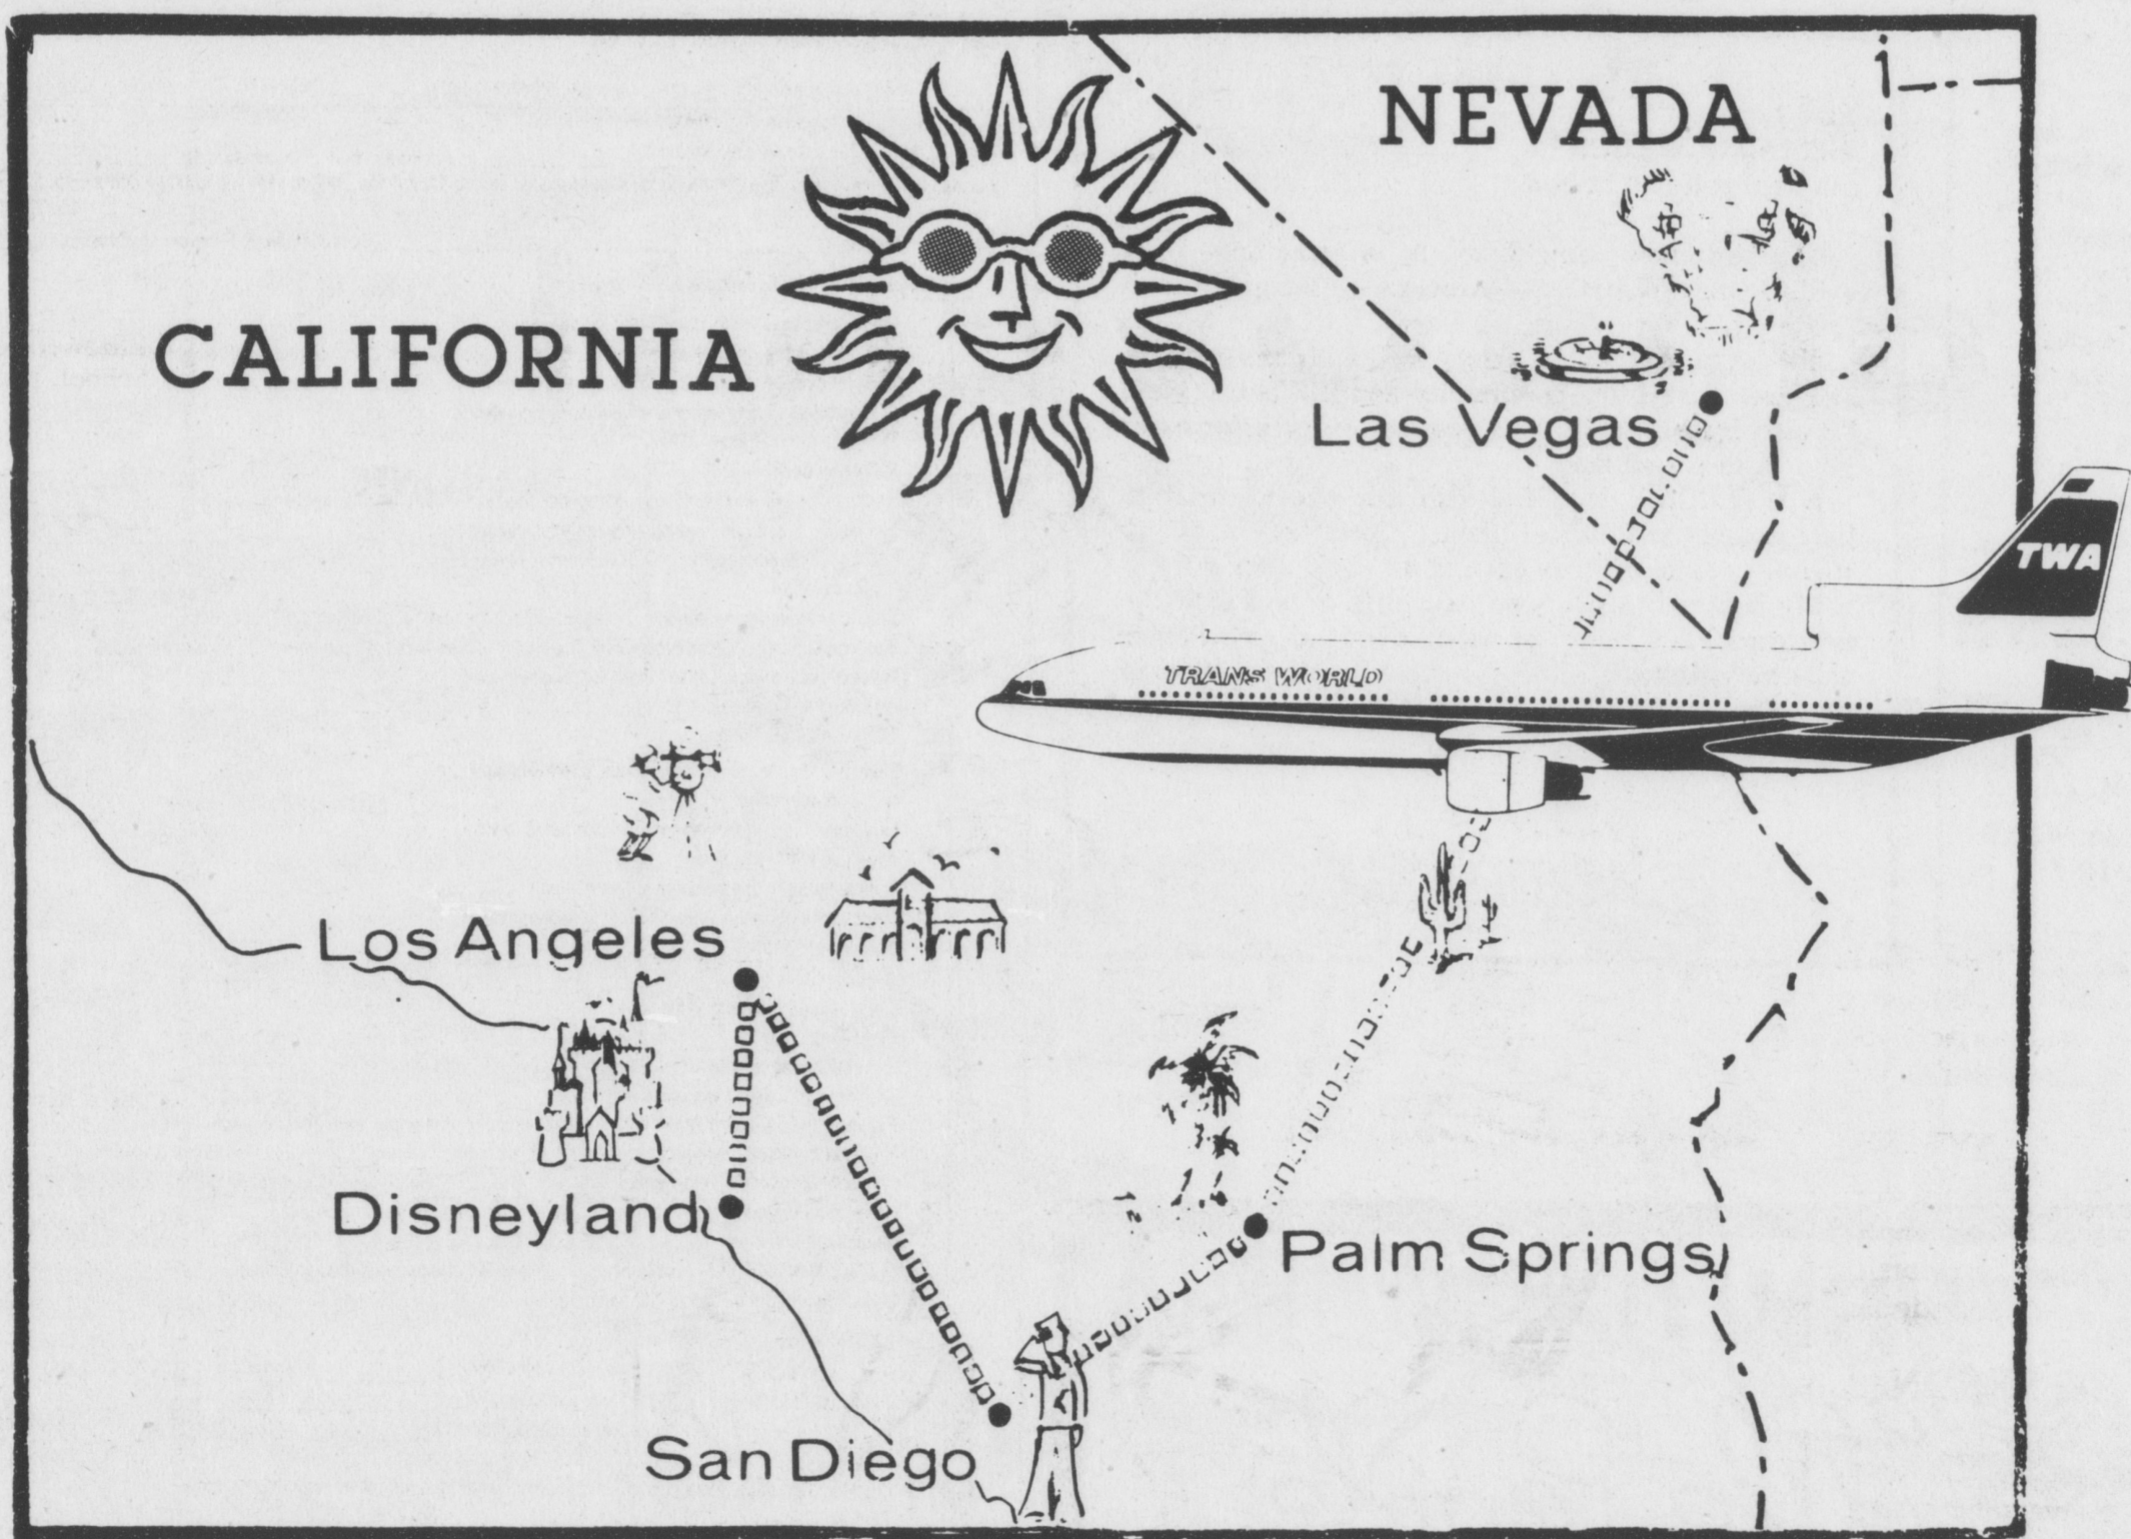 NEVADA
CALIFORNIA
Las Vegas
TWA
TRANS WORLD
Los Angeles
Disneyland
Palm Springs
San Diego